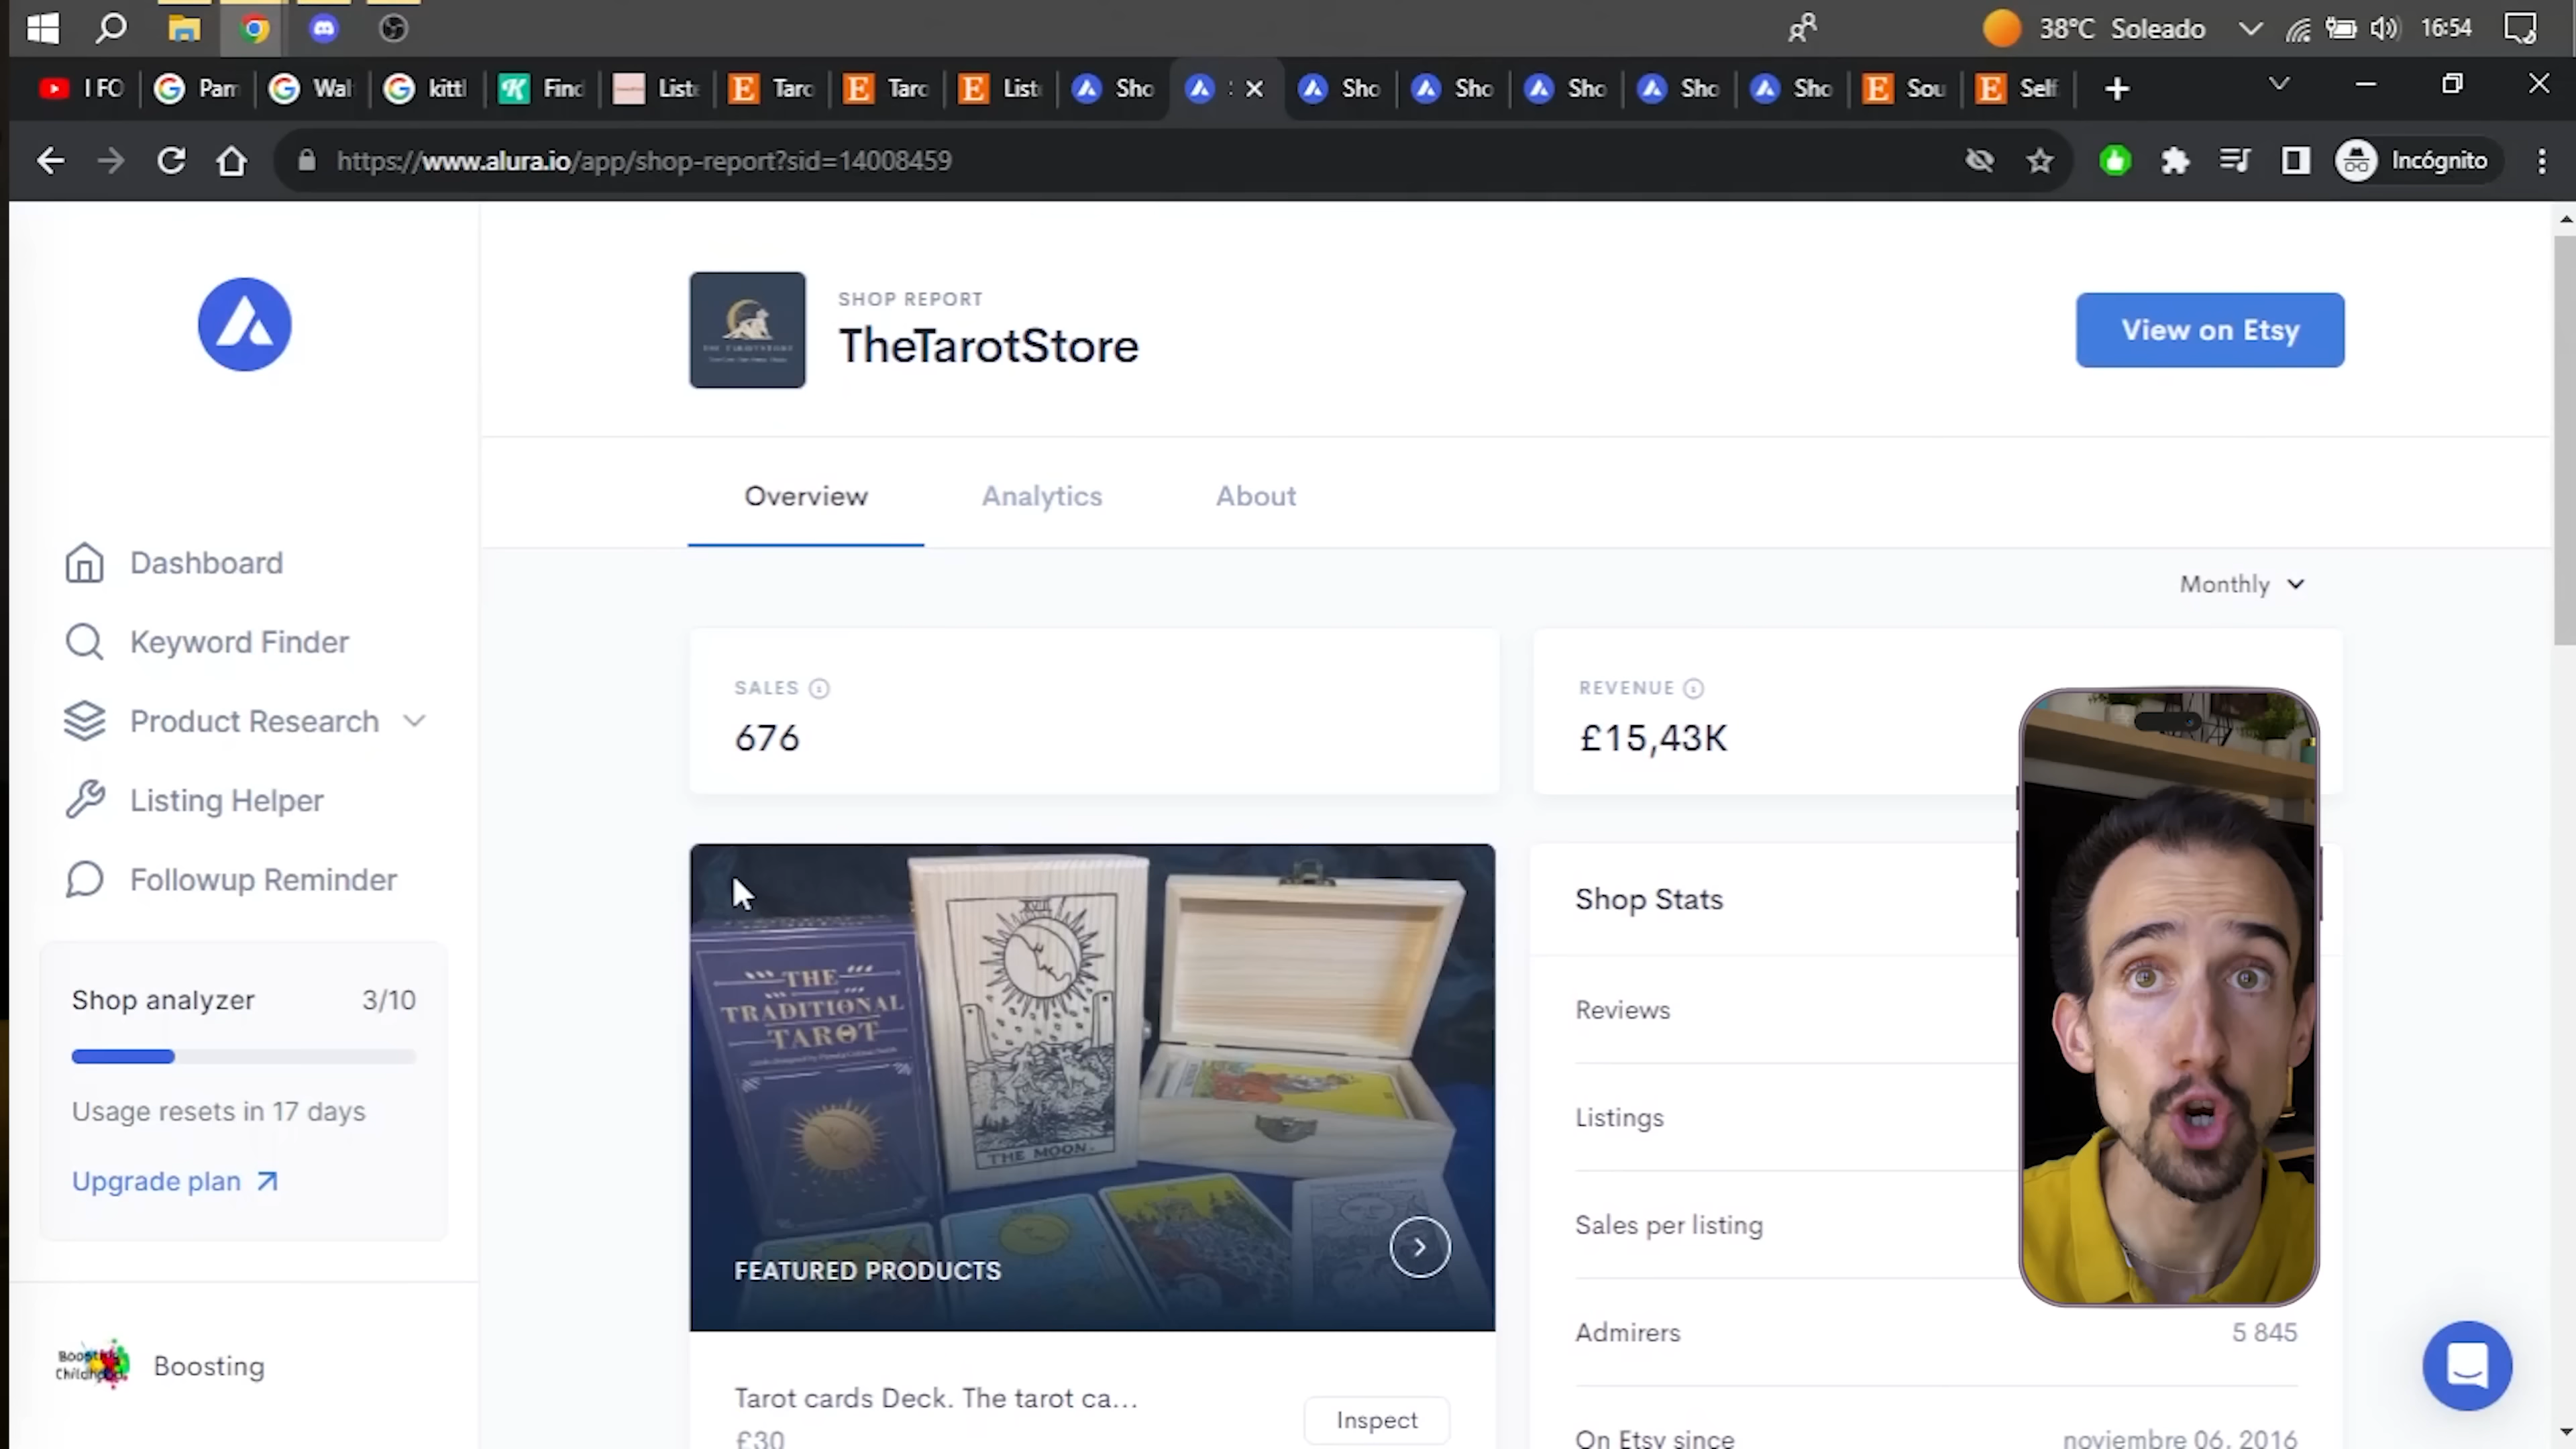 38°C Soleado
16:54
I FO
Pam
Wal
kittl
Find
Liste
Taro
Taro
Liste
Sho
Sho
Sho
Sho
Sho
Sho
Sou
Self
https://www.alura.io/app/shop-report?sid=14008459
Incógnito
SHOP REPORT
TheTarotStore
View on Etsy
Overview
Analytics
About
Monthly
Dashboard
Keyword Finder
Product Research
Listing Helper
Followup Reminder
Shop analyzer 3/10
Usage resets in 17 days
Upgrade plan
Boosting
SALES
676
REVENUE
£15,43K
THE
TRADITIONAL
TAROT
THE MOON.
FEATURED PRODUCTS
Tarot cards Deck. The tarot ca...
£30
Inspect
Shop Stats
Reviews
Listings
Sales per listing
Admirers 5 845
On Etsy since noviembre 06, 2016